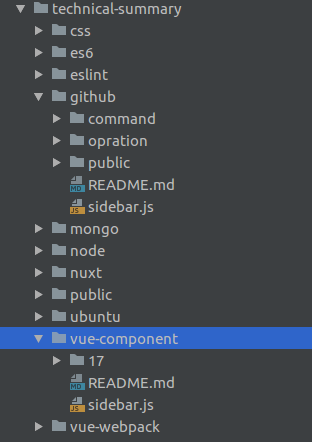 technical-summary
css
es6
eslint
github
command
opration
public
README.md
sidebar.js
mongo
node
nuxt
public
ubuntu
vue-component
17
README.md
sidebar.js
vue-webpack